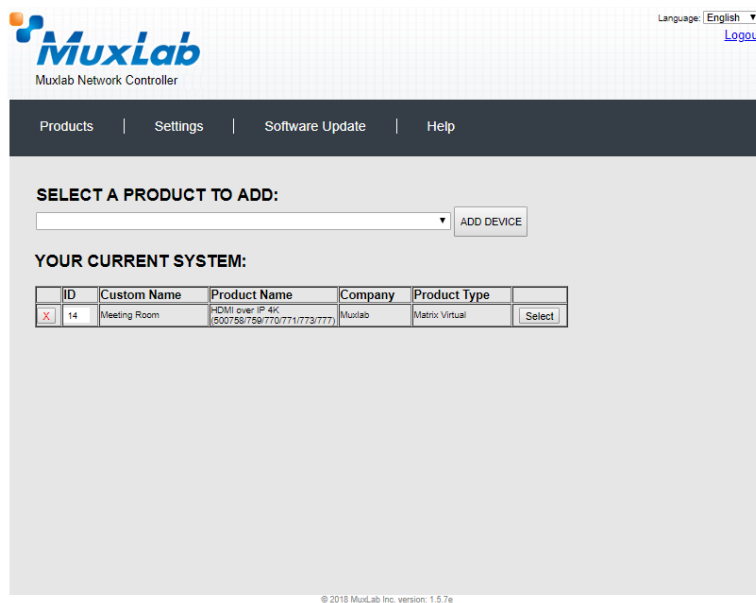 Language: English
Logou
MuxLab
Muxlab Network Controller
Products | Settings | Software Update | Help
SELECT A PRODUCT TO ADD:
ADD DEVICE
YOUR CURRENT SYSTEM:
ID Custom Name Product Name Company Product Type
X 14 Meeting Room HDMI over IP 4K Muxlab Matrix Virtual Select
(500758/759/770/771/773/777)
© 2018 MuxLab Inc. version: 1.5.7e